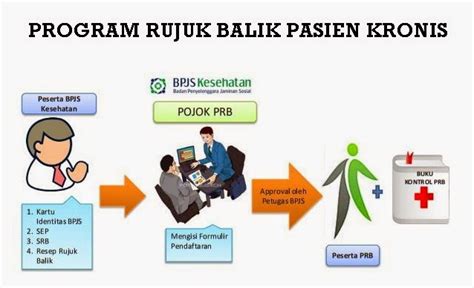 PROGRAM RUJUK BALIK PASIEN KRONIS
Peserta BPJS
Kesehatan
BPJS Kesehatan
Badan Penyelenggara Jaminan Sosial
POJOK PRB
1. Kartu
Identitas BPJS
2. SEP
3. SRB
4. Resep Rujuk
Balik
Mengisi Formulir
Pendaftaran
Approval oleh
Petugas BPJS
Peserta PRB
BUKU
KONTROL PRB